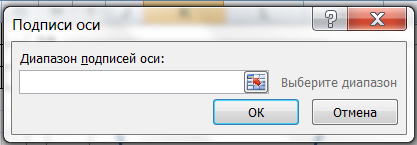 Подписи оси
Диапазон подписей оси:
Выберите диапазон
ОК
Отмена